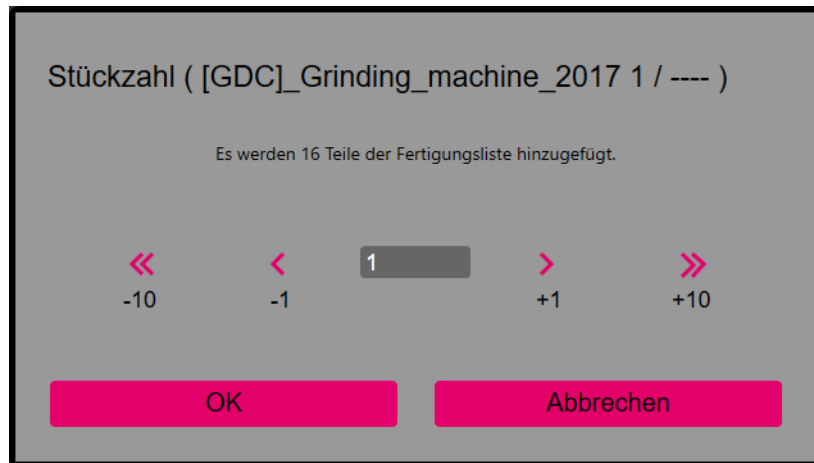 Stückzahl ( [GDC]_Grinding_machine_2017 1 / ---- )
Es werden 16 Teile der Fertigungsliste hinzugefügt.
1
-10 -1 +1 +10
OK Abbrechen